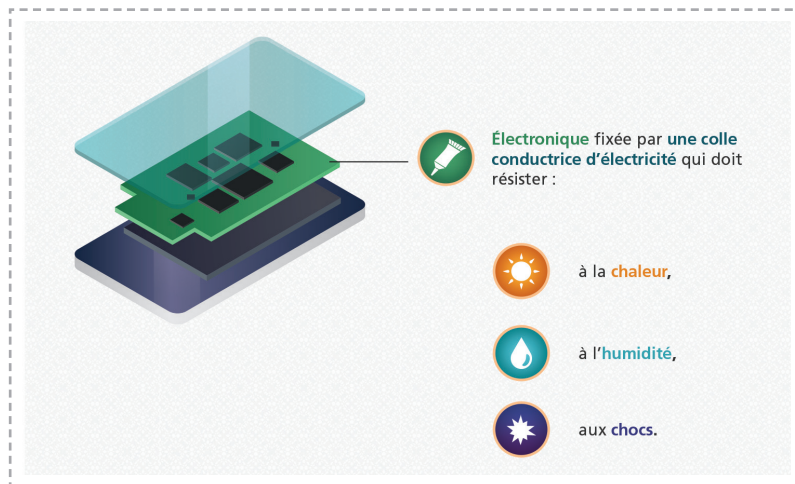 Électronique fixée par une colle
conductrice d’électricité qui doit
résister :
à la chaleur,
à l’humidité,
aux chocs.